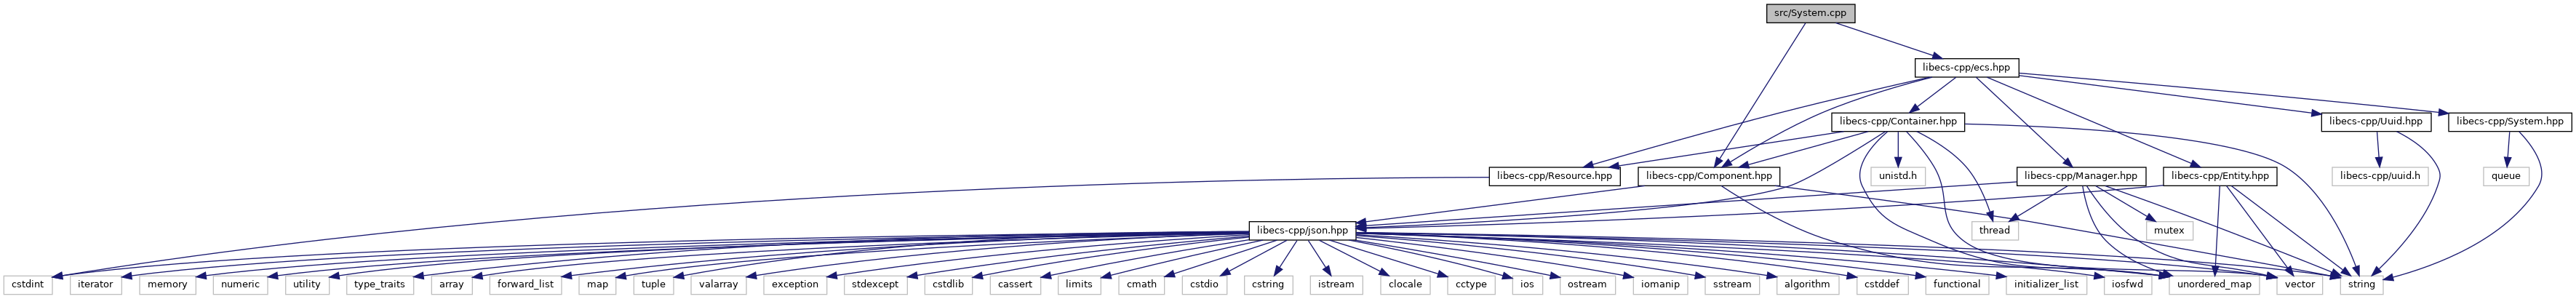 src/System.cpp
libecs-cpp/ecs.hpp
libecs-cpp/Container.hpp
libecs-cpp/Uuid.hpp
libecs-cpp/System.hpp
libecs-cpp/Resource.hpp
libecs-cpp/Component.hpp
unistd.h
libecs-cpp/Manager.hpp
libecs-cpp/Entity.hpp
libecs-cpp/uuid.h
queue
libecs-cpp/json.hpp
thread
mutex
cstdint
iterator
memory
numeric
utility
type_traits
array
forward_list
map
tuple
valarray
exception
stdexcept
cstdlib
cassert
limits
cmath
cstdio
cstring
istream
clocale
cctype
ios
ostream
iomanip
sstream
algorithm
cstddef
functional
initializer_list
iosfwd
unordered_map
vector
string